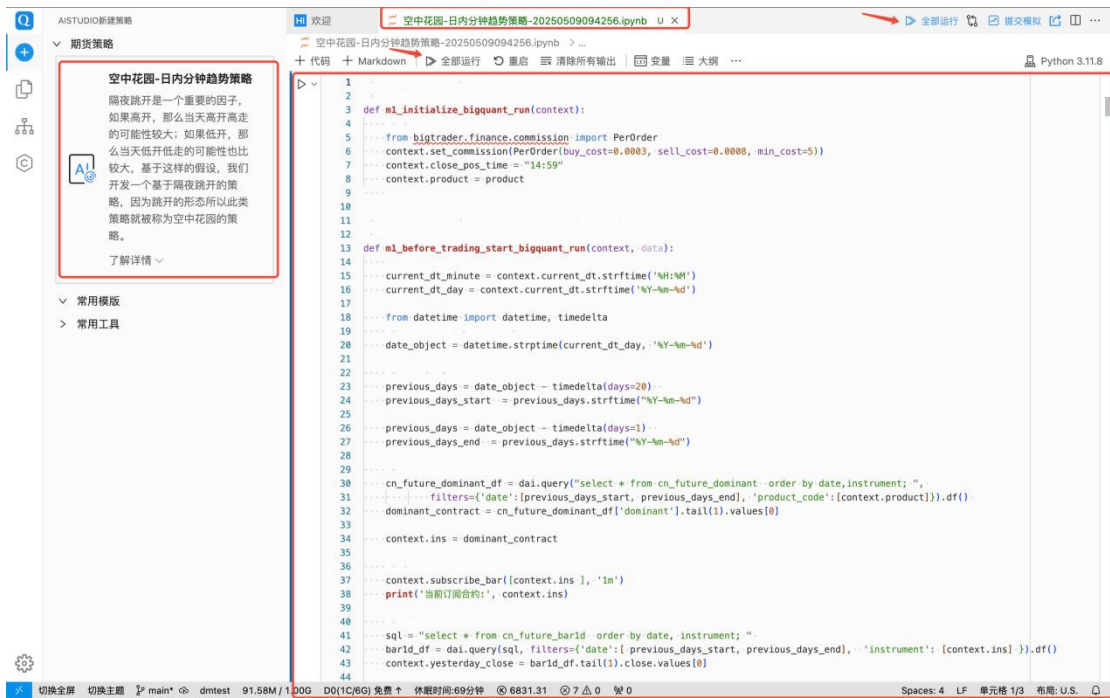 AISTUDIO新建策略
期货策略
空中花园-日内分钟趋势策略
隔夜跳开是一个重要的因子，
如果高开，那么当天高开高走
的可能性较大；如果低开，那
么当天低开低走的可能性也比
较大，基于这样的假设，我们
开发一个基于隔夜跳开的策
略，因为跳开的形态所以此类
策略就被称为空中花园的策
略。
了解详情
常用模版
常用工具
欢迎
空中花园-日内分钟趋势策略-20250509094256.ipynb U ×
全部运行 提交模拟 ···
空中花园-日内分钟趋势策略-20250509094256.ipynb > ...
+ 代码 + Markdown 全部运行 重启 清除所有输出 变量 大纲 ··· Python 3.11.8
1
2
3 def m1_initialize_bigquant_run(context):
4
5 from bigtrader.finance.commission import PerOrder
6 context.set_commission(PerOrder(buy_cost=0.0003, sell_cost=0.0008, min_cost=5))
7 context.close_pos_time = "14:59"
8 context.product = product
9
10
11
12
13 def m1_before_trading_start_bigquant_run(context, data):
14
15 current_dt_minute = context.current_dt.strftime('%H:%M')
16 current_dt_day = context.current_dt.strftime('%Y-%m-%d')
17
18 from datetime import datetime, timedelta
19
20 date_object = datetime.strptime(current_dt_day, '%Y-%m-%d')
21
22
23 previous_days = date_object - timedelta(days=20)
24 previous_days_start = previous_days.strftime("%Y-%m-%d")
25
26 previous_days = date_object - timedelta(days=1)
27 previous_days_end = previous_days.strftime("%Y-%m-%d")
28
29
30 cn_future_dominant_df = dai.query("select * from cn_future_dominant order by date,instrument; ",
31 filters={'date':[previous_days_start, previous_days_end], 'product_code':[context.product]}).df()
32 dominant_contract = cn_future_dominant_df['dominant'].tail(1).values[0]
33
34 context.ins = dominant_contract
35
36
37 context.subscribe_bar([context.ins ], '1m')
38 print('当前订阅合约:', context.ins)
39
40
41 sql = "select * from cn_future_bar1d order by date, instrument; "
42 bar1d_df = dai.query(sql, filters={'date':[ previous_days_start, previous_days_end], 'instrument': [context.ins] }).df()
43 context.yesterday_close = bar1d_df.tail(1).close.values[0]
44
切换全屏 切换主题 main* dmtest 91.58M / 1.00G D0(1C/6G) 免费 休眠时间:69分钟 6831.31 7 0 0 Spaces: 4 LF 单元格 1/3 布局: U.S.